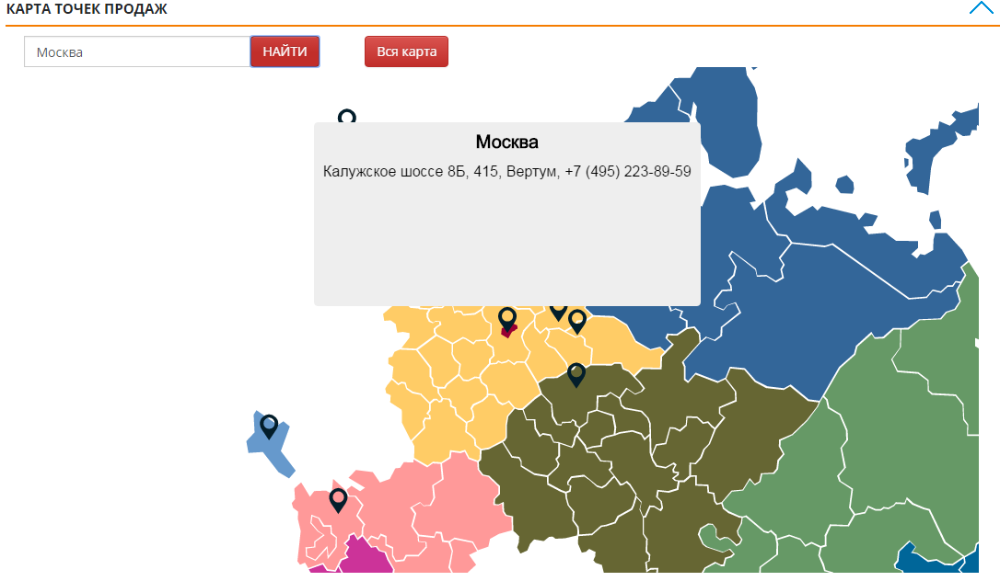 КАРТА ТОЧЕК ПРОДАЖ
Москва НАЙТИ Вся карта
Москва
Калужское шоссе 8Б, 415, Вертум, +7 (495) 223-89-59